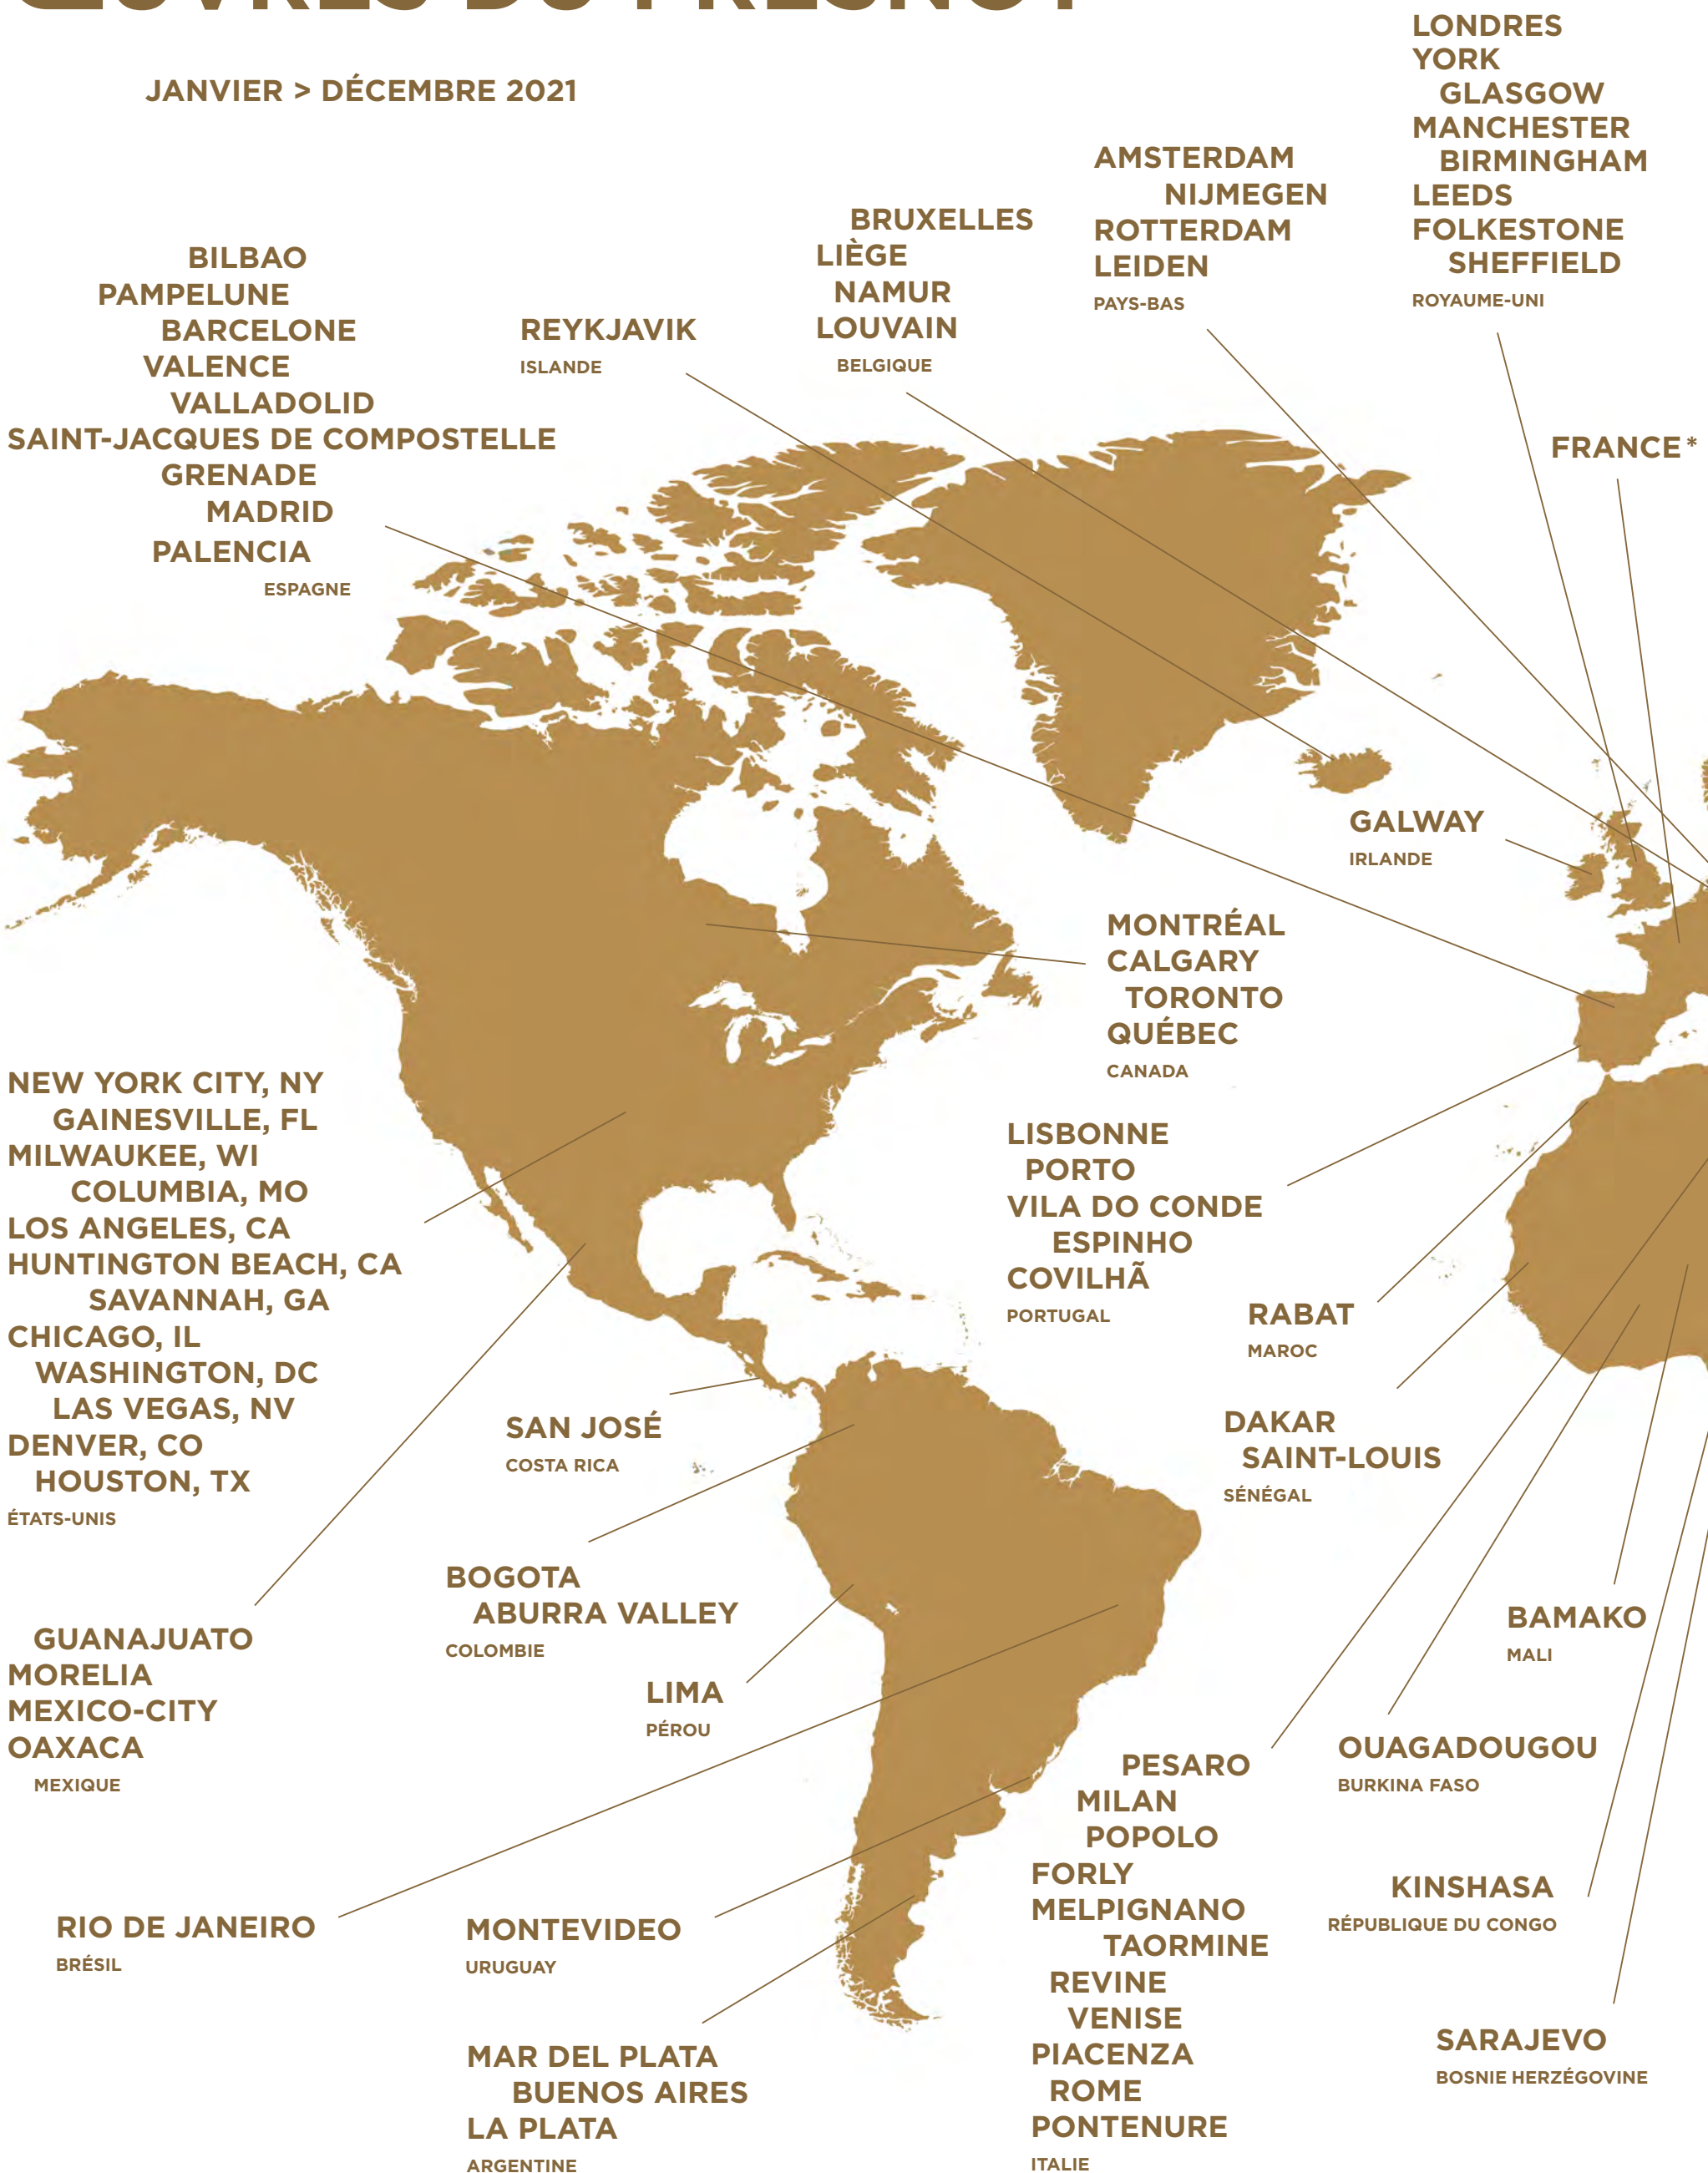 ŒUVRES DU FRESNOY
JANVIER > DÉCEMBRE 2021
LONDRES
YORK
GLASGOW
MANCHESTER
BIRMINGHAM
LEEDS
FOLKESTONE
SHEFFIELD
ROYAUME-UNI
AMSTERDAM
NIJMEGEN
ROTTERDAM
LEIDEN
PAYS-BAS
BRUXELLES
LIÈGE
NAMUR
LOUVAIN
BELGIQUE
BILBAO
PAMPELUNE
BARCELONE
VALENCE
VALLADOLID
SAINT-JACQUES DE COMPOSTELLE
GRENADE
MADRID
PALENCIA
ESPAGNE
REYKJAVIK
ISLANDE
FRANCE*
GALWAY
IRLANDE
MONTRÉAL
CALGARY
TORONTO
QUÉBEC
CANADA
NEW YORK CITY, NY
GAINESVILLE, FL
MILWAUKEE, WI
COLUMBIA, MO
LOS ANGELES, CA
HUNTINGTON BEACH, CA
SAVANNAH, GA
CHICAGO, IL
WASHINGTON, DC
LAS VEGAS, NV
DENVER, CO
HOUSTON, TX
ÉTATS-UNIS
LISBONNE
PORTO
VILA DO CONDE
ESPINHO
COVILHÃ
PORTUGAL
RABAT
MAROC
DAKAR
SAINT-LOUIS
SÉNÉGAL
SAN JOSÉ
COSTA RICA
BOGOTA
ABURRA VALLEY
COLOMBIE
LIMA
PÉROU
GUANAJUATO
MORELIA
MEXICO-CITY
OAXACA
MEXIQUE
BAMAKO
MALI
OUAGADOUGOU
BURKINA FASO
PESARO
MILAN
POPOLO
FORLY
MELPIGNANO
TAORMINE
REVINE
VENISE
PIACENZA
ROME
PONTENURE
ITALIE
KINSHASA
RÉPUBLIQUE DU CONGO
RIO DE JANEIRO
BRÉSIL
MONTEVIDEO
URUGUAY
MAR DEL PLATA
BUENOS AIRES
LA PLATA
ARGENTINE
SARAJEVO
BOSNIE HERZÉGOVINE